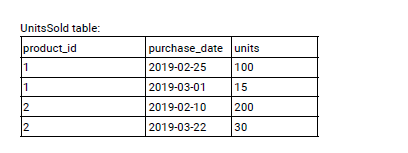 UnitsSold table:
product_id purchase_date units
1 2019-02-25 100
1 2019-03-01 15
2 2019-02-10 200
2 2019-03-22 30